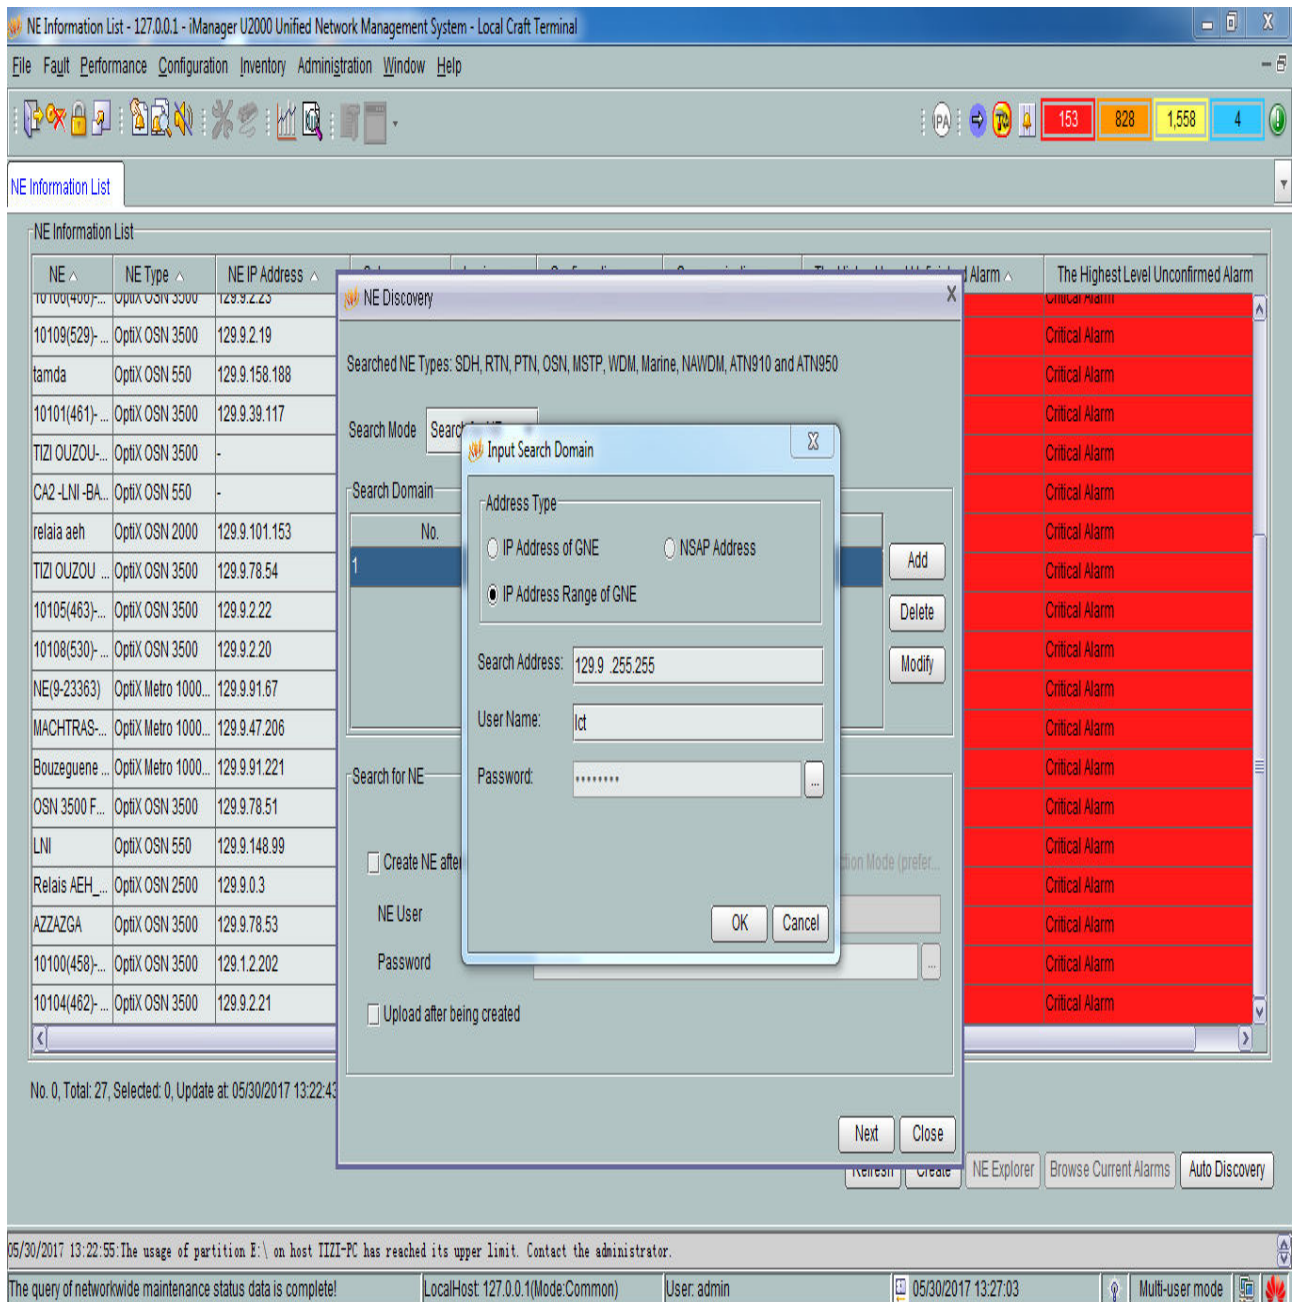 NE Information List - 127.0.0.1 - iManager U2000 Unified Network Management System - Local Craft Terminal
File Fault Performance Configuration Inventory Administration Window Help
PA 153 828 1,558 4
NE Information List
NE Information List
NE NE Type NE IP Address d Alarm The Highest Level Unconfirmed Alarm
10106(460)-... OptiX OSN 3500 129.9.2.23 Critical Alarm
10109(529)- ... OptiX OSN 3500 129.9.2.19 Critical Alarm
tamda OptiX OSN 550 129.9.158.188 Critical Alarm
10101(461)- ... OptiX OSN 3500 129.9.39.117 Critical Alarm
TIZI OUZOU-... OptiX OSN 3500 - Critical Alarm
CA2 -LNI -BA... OptiX OSN 550 - Critical Alarm
relaia aeh OptiX OSN 2000 129.9.101.153 Critical Alarm
TIZI OUZOU ... OptiX OSN 3500 129.9.78.54 Critical Alarm
10105(463)-... OptiX OSN 3500 129.9.2.22 Critical Alarm
10108(530)- ... OptiX OSN 3500 129.9.2.20 Critical Alarm
NE(9-23363) OptiX Metro 1000... 129.9.91.67 Critical Alarm
MACHTRAS-... OptiX Metro 1000... 129.9.47.206 Critical Alarm
Bouzeguene ... OptiX Metro 1000... 129.9.91.221 Critical Alarm
OSN 3500 F... OptiX OSN 3500 129.9.78.51 Critical Alarm
LNI OptiX OSN 550 129.9.148.99 Critical Alarm
Relais AEH_... OptiX OSN 2500 129.9.0.3 Critical Alarm
AZZAZGA OptiX OSN 3500 129.9.78.53 Critical Alarm
10100(458)-... OptiX OSN 3500 129.1.2.202 Critical Alarm
10104(462)- ... OptiX OSN 3500 129.9.2.21 Critical Alarm
No. 0, Total: 27, Selected: 0, Update at: 05/30/2017 13:22:43
NE Discovery
Searched NE Types: SDH, RTN, PTN, OSN, MSTP, WDM, Marine, NAWDM, ATN910 and ATN950
Search Mode Search
Search Domain
No.
1
Add
Delete
Modify
Search for NE
Create NE after ction Mode (prefer...
NE User
Password ...
Upload after being created
Next Close
Input Search Domain
Address Type
IP Address of GNE NSAP Address
IP Address Range of GNE
Search Address: 129.9 .255.255
User Name: lct
Password: ******** ...
OK Cancel
Refresh Create NE Explorer Browse Current Alarms Auto Discovery
05/30/2017 13:22:55:The usage of partition E:\ on host TIZI-PC has reached its upper limit. Contact the administrator.
The query of networkwide maintenance status data is complete! LocalHost: 127.0.0.1(Mode:Common) User: admin 05/30/2017 13:27:03 Multi-user mode